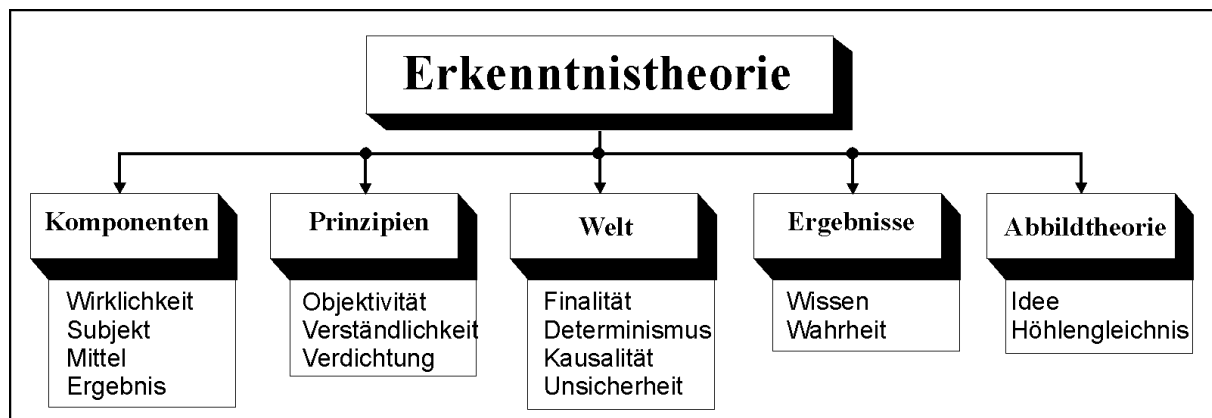 Erkenntnistheorie
Komponenten
Wirklichkeit
Subjekt
Mittel
Ergebnis
Prinzipien
Objektivität
Verständlichkeit
Verdichtung
Welt
Finalität
Determinismus
Kausalität
Unsicherheit
Ergebnisse
Wissen
Wahrheit
Abbildtheorie
Idee
Höhlengleichnis